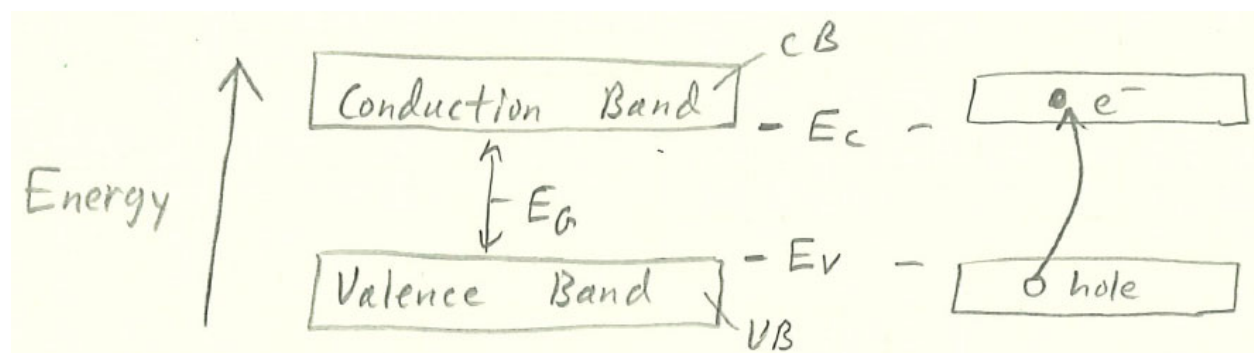 CB
Conduction Band
e⁻
- Ec -
Energy
EG
- Ev -
Valence Band
hole
VB